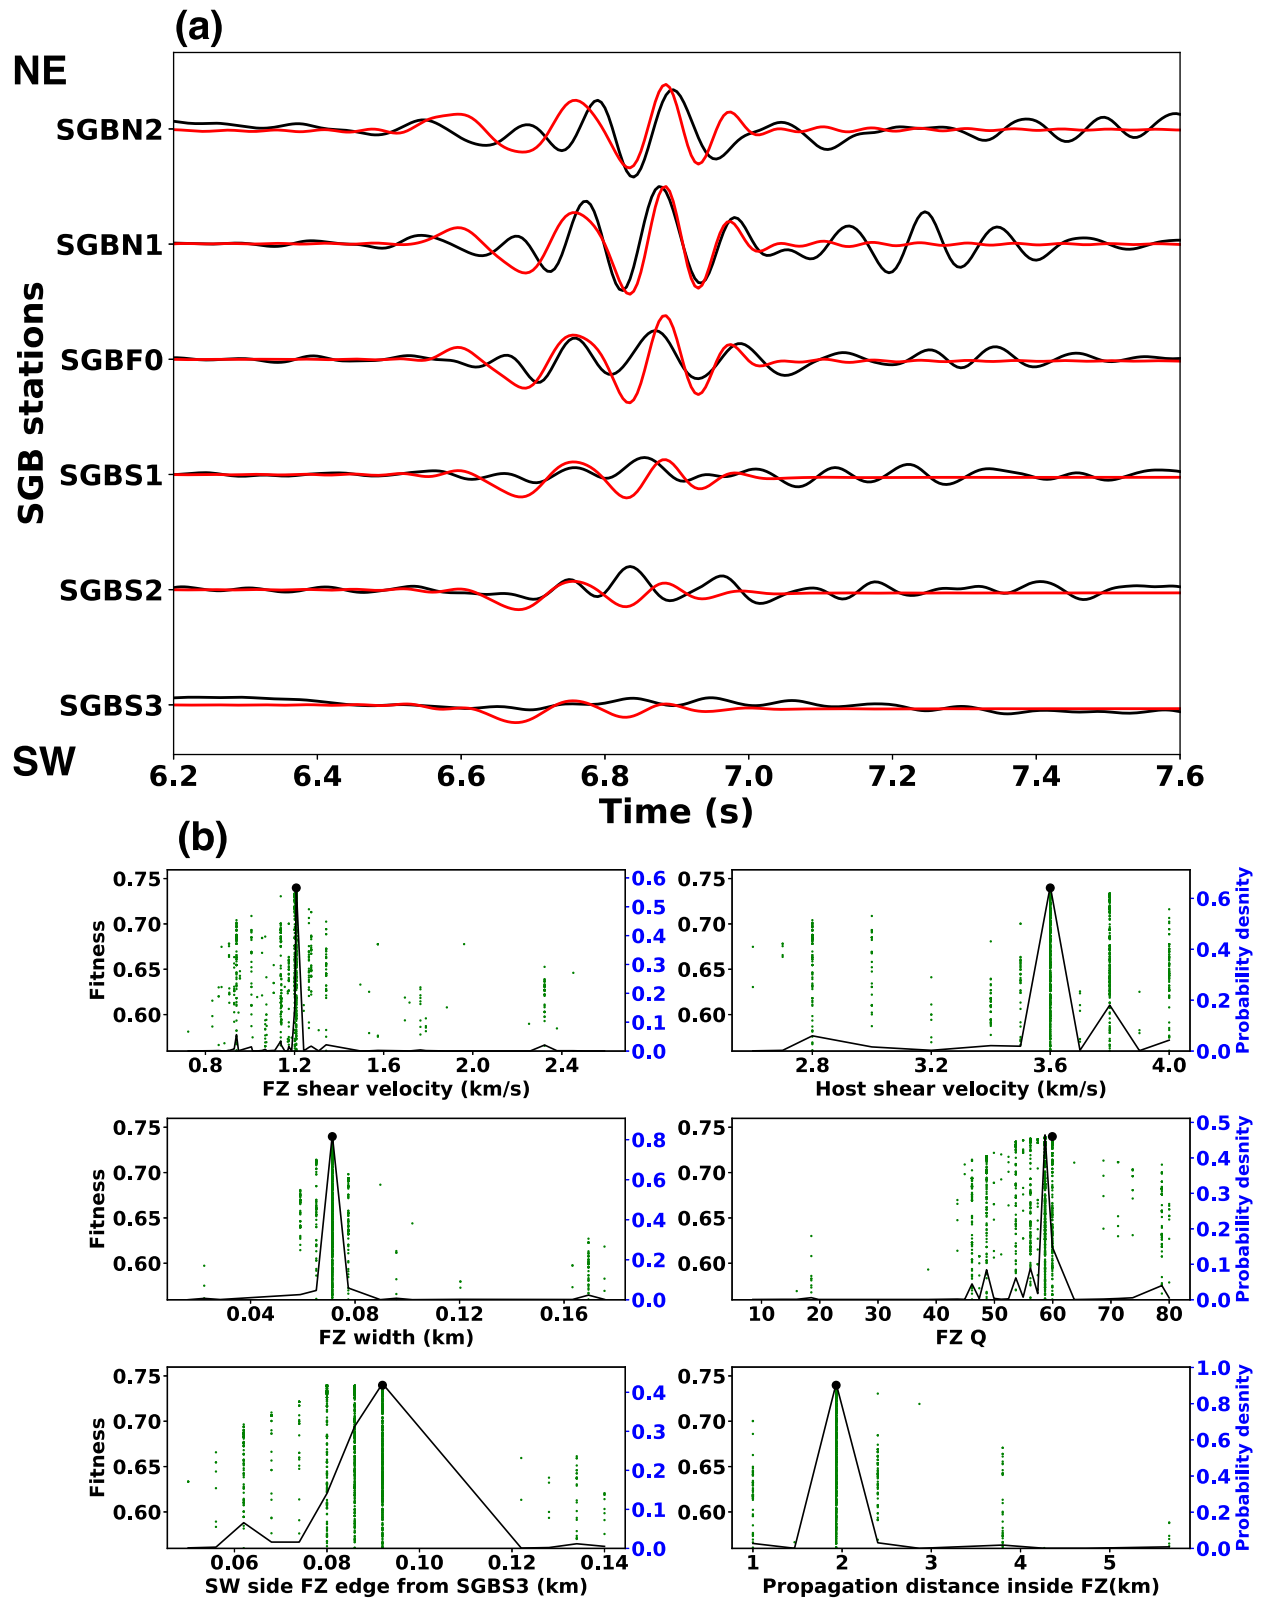 (a)
NE
SGBN2
SGBN1
SGBF0
SGBS1
SGBS2
SGBS3
SGB stations
SW
6.2 6.4 6.6 6.8 7.0 7.2 7.4 7.6
Time (s)
(b)
0.75 0.70 0.65 0.60
Fitness
0.6 0.5 0.4 0.3 0.2 0.1 0.0
0.8 1.2 1.6 2.0 2.4
FZ shear velocity (km/s)
0.75 0.70 0.65 0.60
0.6 0.4 0.2 0.0
Probability desnity
2.8 3.2 3.6 4.0
Host shear velocity (km/s)
0.75 0.70 0.65 0.60
Fitness
0.8 0.6 0.4 0.2 0.0
0.04 0.08 0.12 0.16
FZ width (km)
0.75 0.70 0.65 0.60
0.5 0.4 0.3 0.2 0.1 0.0
Probability desnity
10 20 30 40 50 60 70 80
FZ Q
0.75 0.70 0.65 0.60
Fitness
0.4 0.3 0.2 0.1 0.0
0.06 0.08 0.10 0.12 0.14
SW side FZ edge from SGBS3 (km)
0.75 0.70 0.65 0.60
1.0 0.8 0.6 0.4 0.2 0.0
Probability desnity
1 2 3 4 5
Propagation distance inside FZ(km)